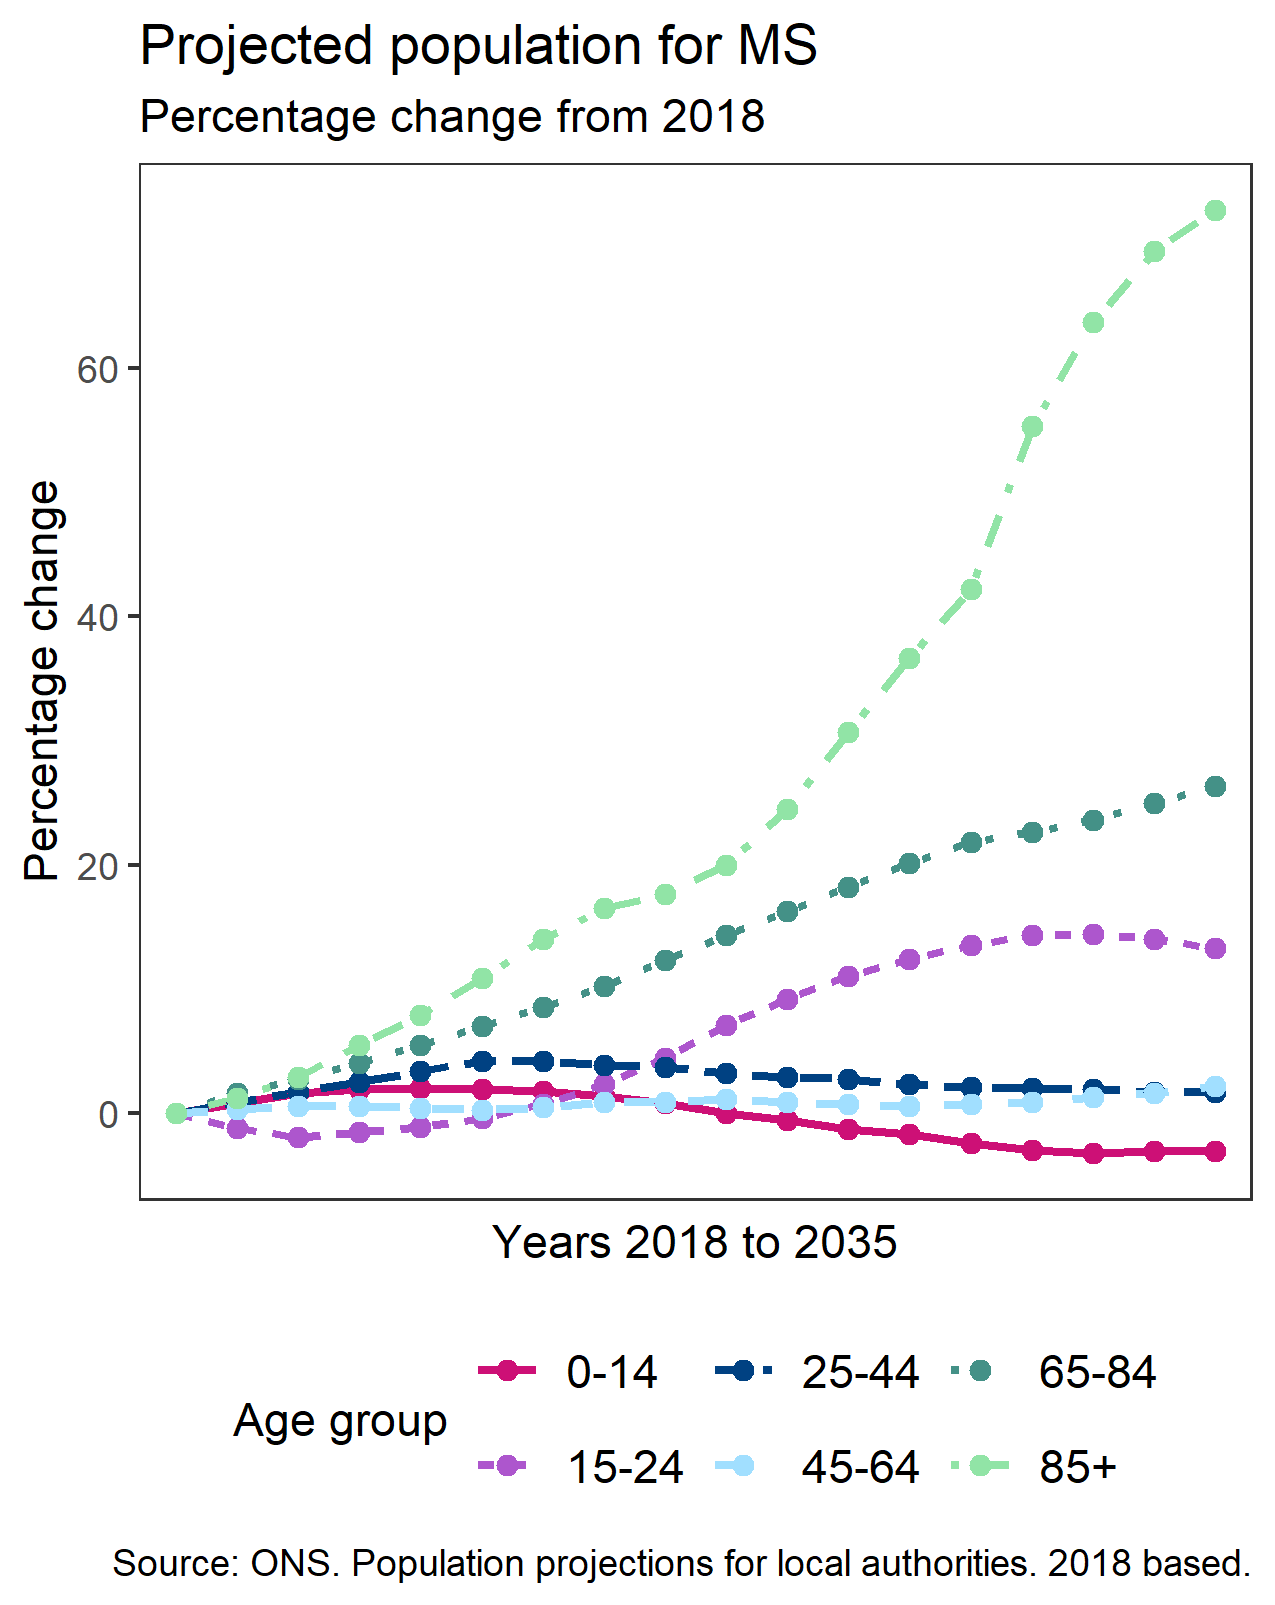 Projected population for MS
Percentage change from 2018
Percentage change
60
40
20
0
Years 2018 to 2035
Age group
0-14
25-44
65-84
15-24
45-64
85+
Source: ONS. Population projections for local authorities. 2018 based.